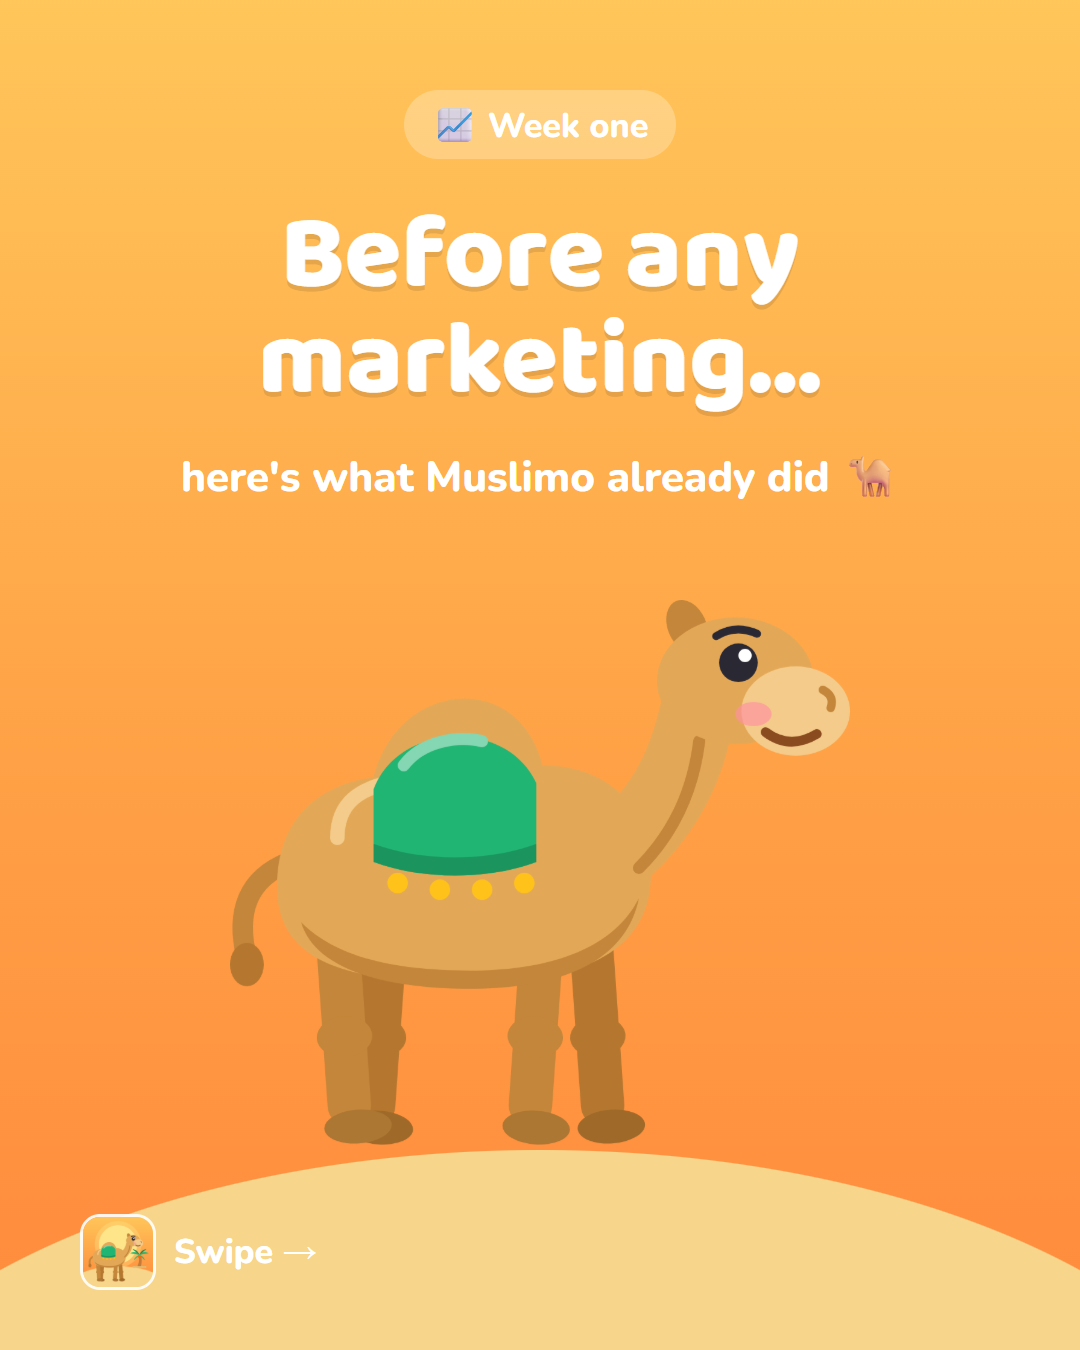 📈 Week one
Before any
marketing...
here's what Muslimo already did 🐪
Swipe →